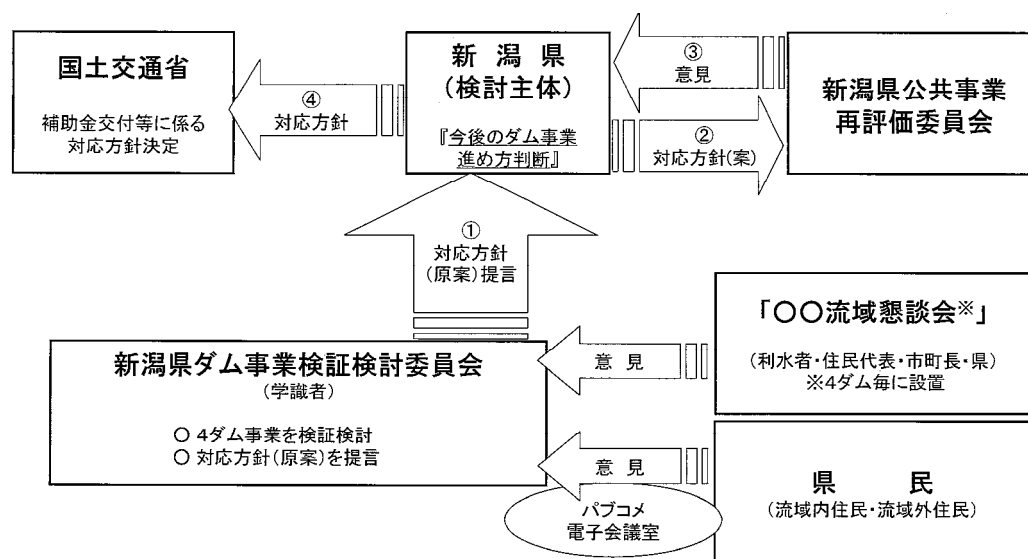 国土交通省
補助金交付等に係る
対応方針決定
④
対応方針
新 潟 県
(検討主体)
『今後のダム事業
進め方判断』
③
意見
②
対応方針(案)
新潟県公共事業
再評価委員会
①
対応方針
(原案)提言
新潟県ダム事業検証検討委員会
(学識者)
○ 4ダム事業を検証検討
○ 対応方針(原案)を提言
意 見
「○○流域懇談会※」
(利水者・住民代表・市町長・県)
※4ダム毎に設置
意 見
パブコメ
電子会議室
県 民
(流域内住民・流域外住民)